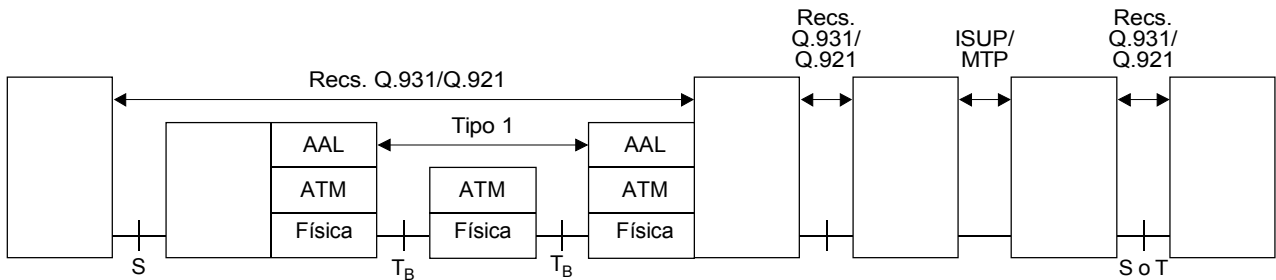 Recs.
Q.931/
Q.921
ISUP/
MTP
Recs.
Q.931/
Q.921
Recs. Q.931/Q.921
Tipo 1
AAL
AAL
ATM
ATM
ATM
Física
Física
Física
S
TB
TB
S o T